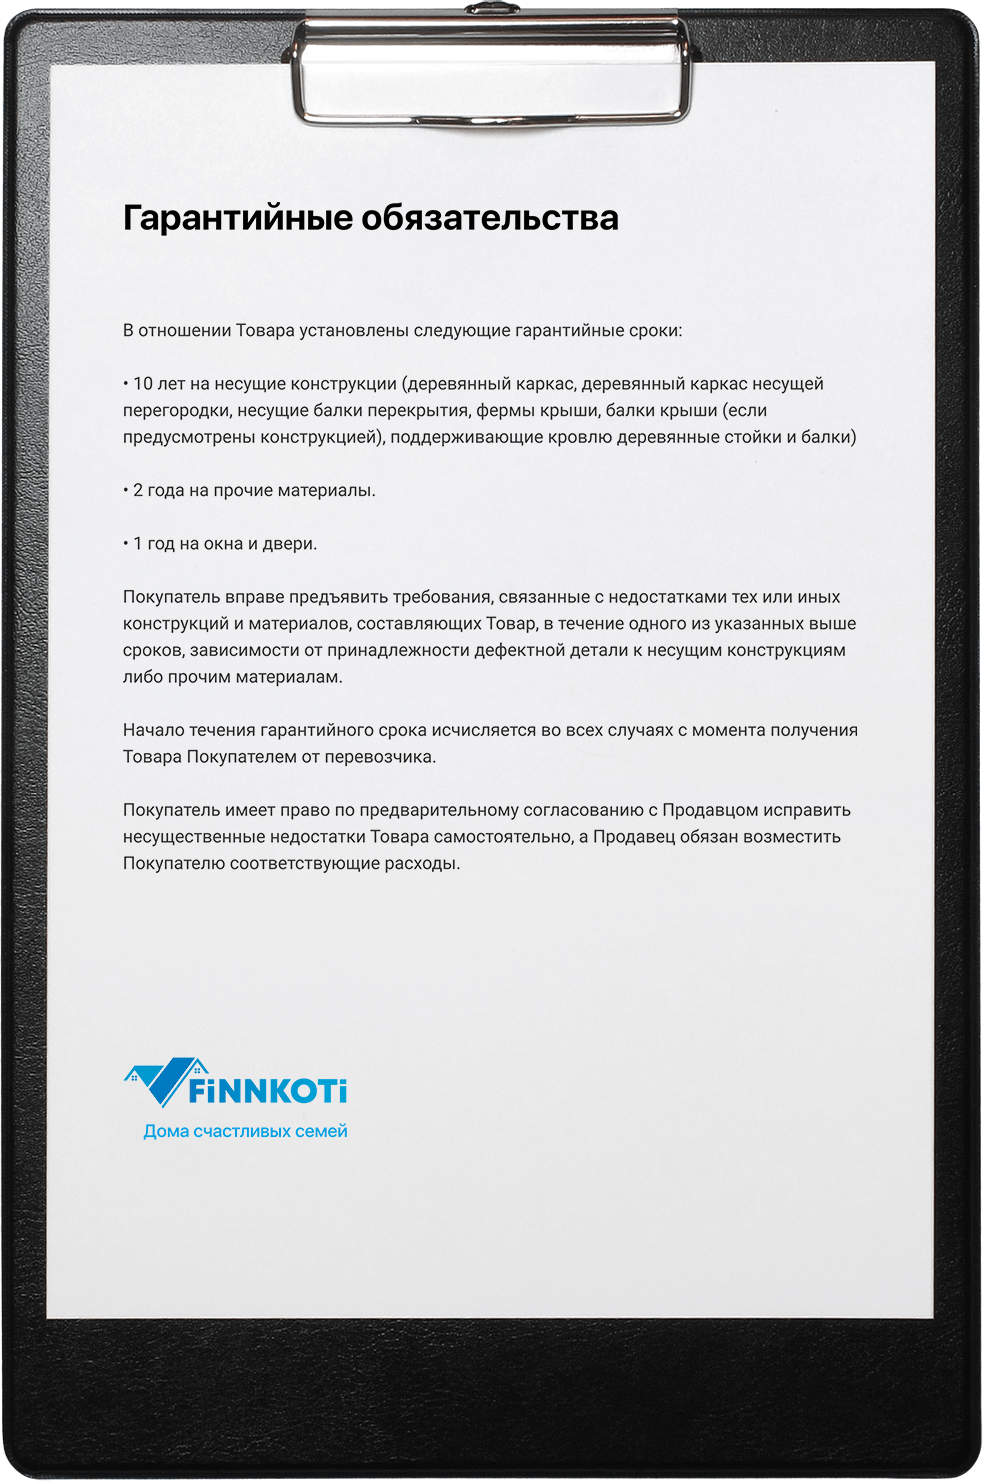 Гарантийные обязательства
В отношении Товара установлены следующие гарантийные сроки:
• 10 лет на несущие конструкции (деревянный каркас, деревянный каркас несущей
перегородки, несущие балки перекрытия, фермы крыши, балки крыши (если
предусмотрены конструкцией), поддерживающие кровлю деревянные стойки и балки)
• 2 года на прочие материалы.
• 1 год на окна и двери.
Покупатель вправе предъявить требования, связанные с недостатками тех или иных
конструкций и материалов, составляющих Товар, в течение одного из указанных выше
сроков, зависимости от принадлежности дефектной детали к несущим конструкциям
либо прочим материалам.
Начало течения гарантийного срока исчисляется во всех случаях с момента получения
Товара Покупателем от перевозчика.
Покупатель имеет право по предварительному согласованию с Продавцом исправить
несущественные недостатки Товара самостоятельно, а Продавец обязан возместить
Покупателю соответствующие расходы.
FiNNKOTi
Дома счастливых семей